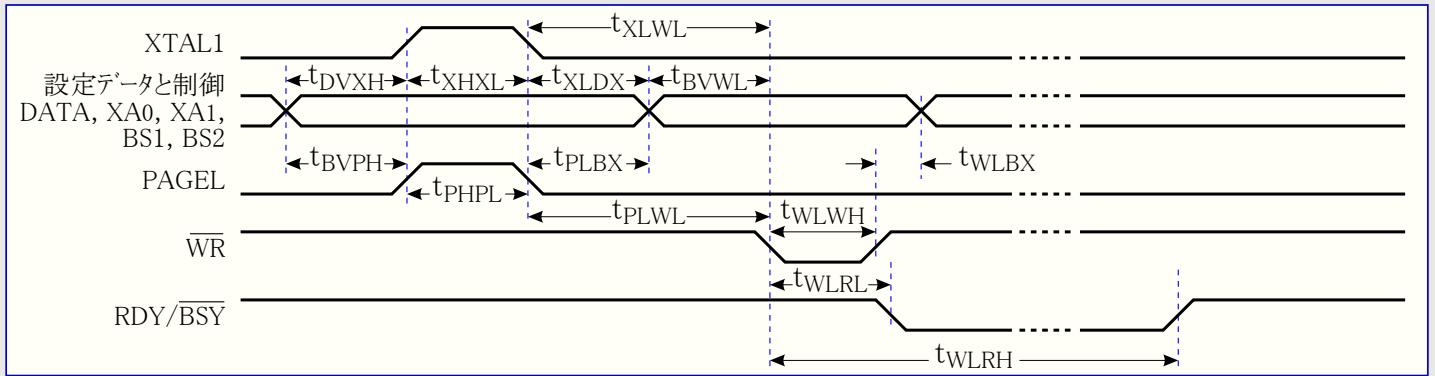 XTAL1
tXLWL
設定データと制御
DATA, XA0, XA1,
BS1, BS2
tDVXH
tXHXL
tXLDX
tBVWL
tBVPH
tPLBX
tWLBX
PAGEL
tPHPL
tPLWL
tWLWH
WR
tWLRL
RDY/BSY
tWLRH